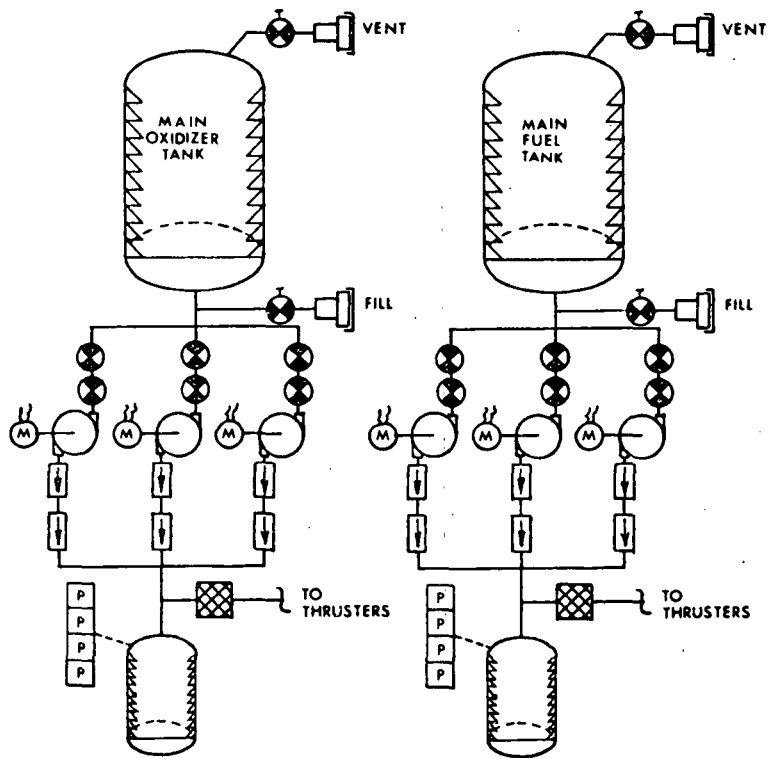 VENT
VENT
MAIN
OXIDIZER
TANK
MAIN
FUEL
TANK
FILL
FILL
M
M
M
M
M
M
P
P
P
P
TO
THRUSTERS
P
P
P
P
TO
THRUSTERS